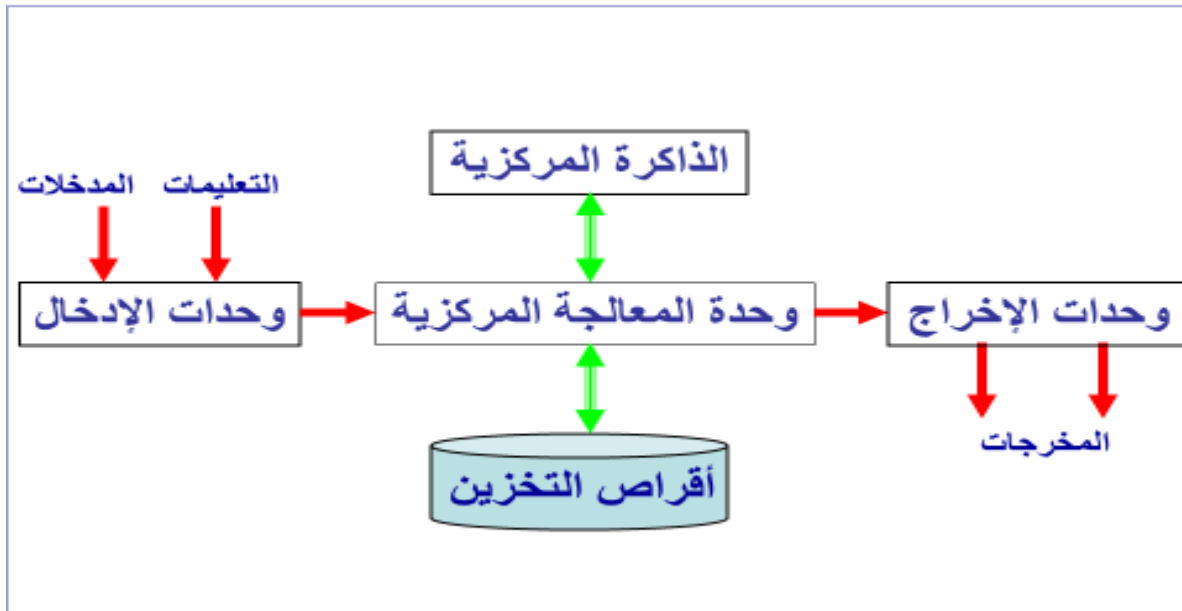 الذاكرة المركزية
التعليمات
المدخلات
وحدات الإدخال
وحدة المعالجة المركزية
وحدات الإخراج
المخرجات
أقراص التخزين